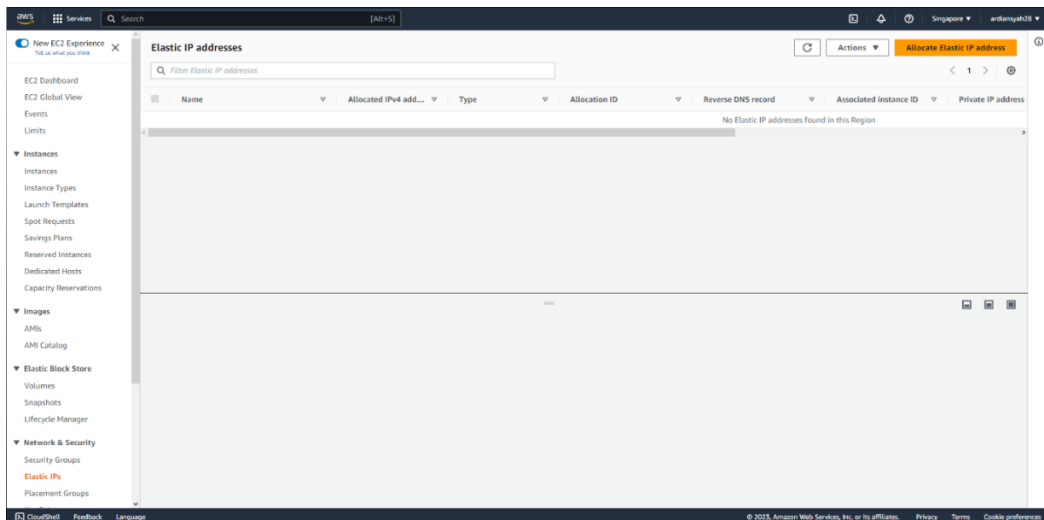 aws Services Search [Alt+S] Singapore ▼ ardiansyah28 ▼
New EC2 Experience
Tell us what you think
EC2 Dashboard
EC2 Global View
Events
Limits
Instances
Instances
Instance Types
Launch Templates
Spot Requests
Savings Plans
Reserved Instances
Dedicated Hosts
Capacity Reservations
Images
AMIs
AMI Catalog
Elastic Block Store
Volumes
Snapshots
Lifecycle Manager
Network & Security
Security Groups
Elastic IPs
Placement Groups
Elastic IP addresses
Actions ▼ Allocate Elastic IP address
Filter Elastic IP addresses
1
Name Allocated IPv4 add... Type Allocation ID Reverse DNS record Associated instance ID Private IP address
No Elastic IP addresses found in this Region
CloudShell Feedback Language © 2023, Amazon Web Services, Inc. or its affiliates. Privacy Terms Cookie preferences